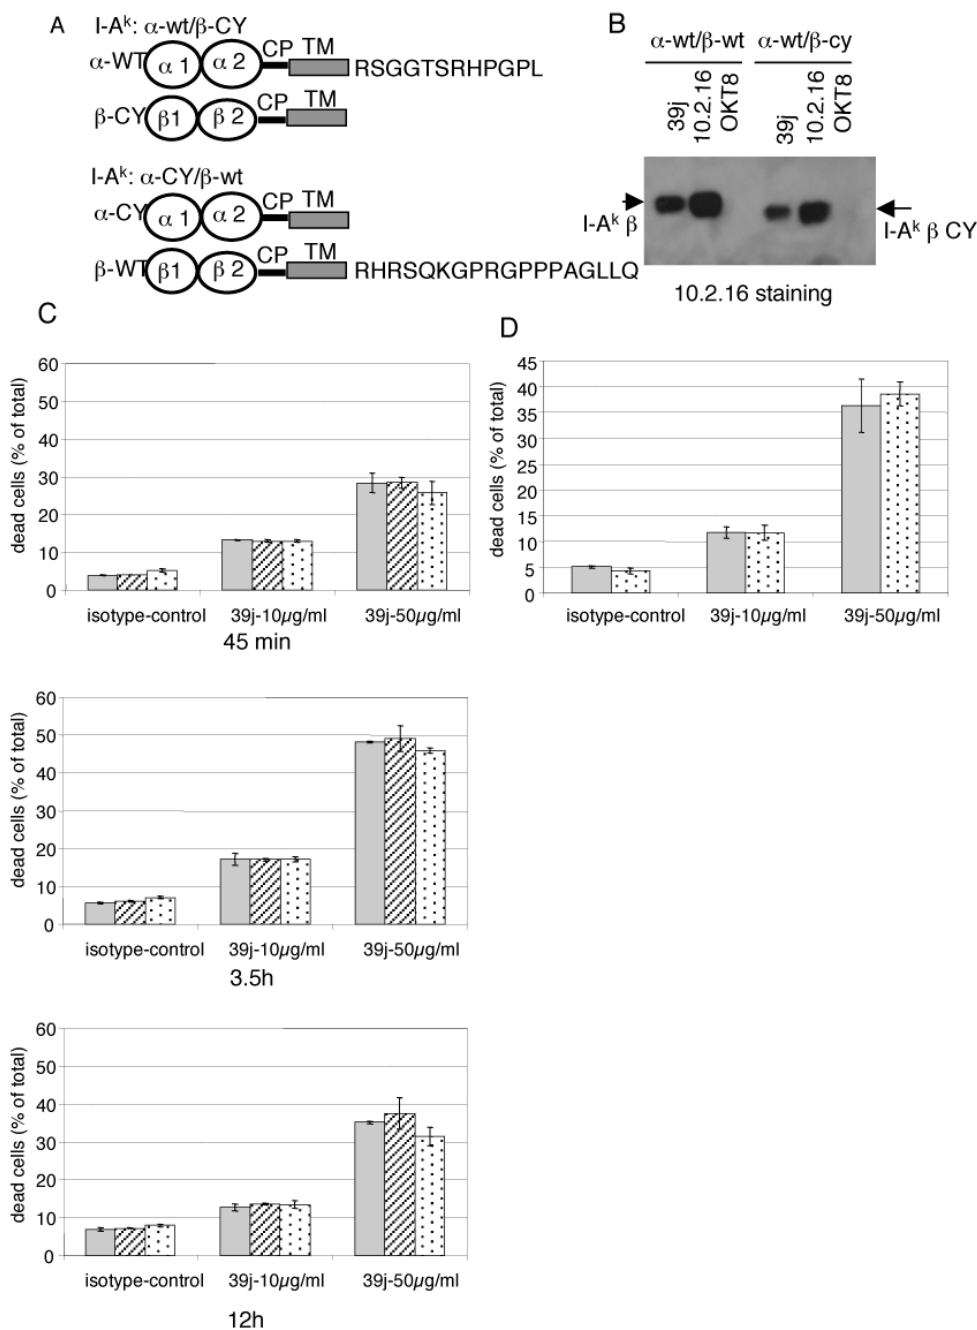 A
I-Aᵏ: α-wt/β-CY
CP TM
α-WT α 1 α 2 RSGGTSRHPGPL
CP TM
β-CY β1 β 2
I-Aᵏ: α-CY/β-wt
CP TM
α-CY α 1 α 2
CP TM
β-WT β1 β 2 RHRSQKGPRGPPPAGLLQ
B
α-wt/β-wt α-wt/β-cy
39j 10.2.16 OKT8 39j 10.2.16 OKT8
I-Aᵏ β
I-Aᵏ β CY
10.2.16 staining
C
dead cells (% of total)
60
50
40
30
20
10
0
isotype-control 39j-10µg/ml 39j-50µg/ml
45 min
dead cells (% of total)
60
50
40
30
20
10
0
isotype-control 39j-10µg/ml 39j-50µg/ml
3.5h
dead cells (% of total)
60
50
40
30
20
10
0
isotype-control 39j-10µg/ml 39j-50µg/ml
12h
D
dead cells (% of total)
45
40
35
30
25
20
15
10
5
0
isotype-control 39j-10µg/ml 39j-50µg/ml